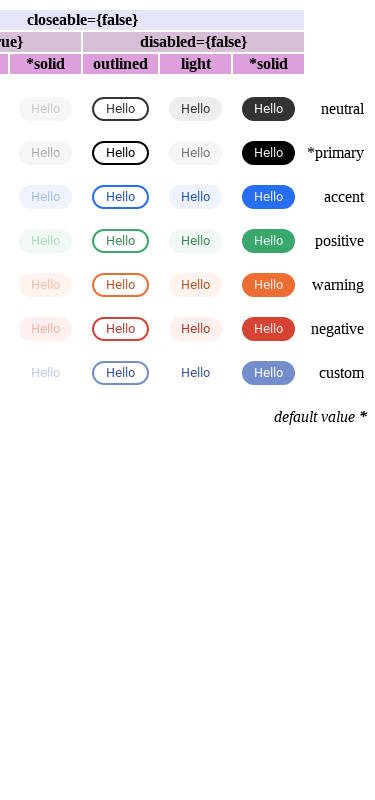 closeable={false}
rue} disabled={false}
*solid outlined light *solid
Hello Hello Hello Hello neutral
Hello Hello Hello Hello *primary
Hello Hello Hello Hello accent
Hello Hello Hello Hello positive
Hello Hello Hello Hello warning
Hello Hello Hello Hello negative
Hello Hello Hello Hello custom
default value *